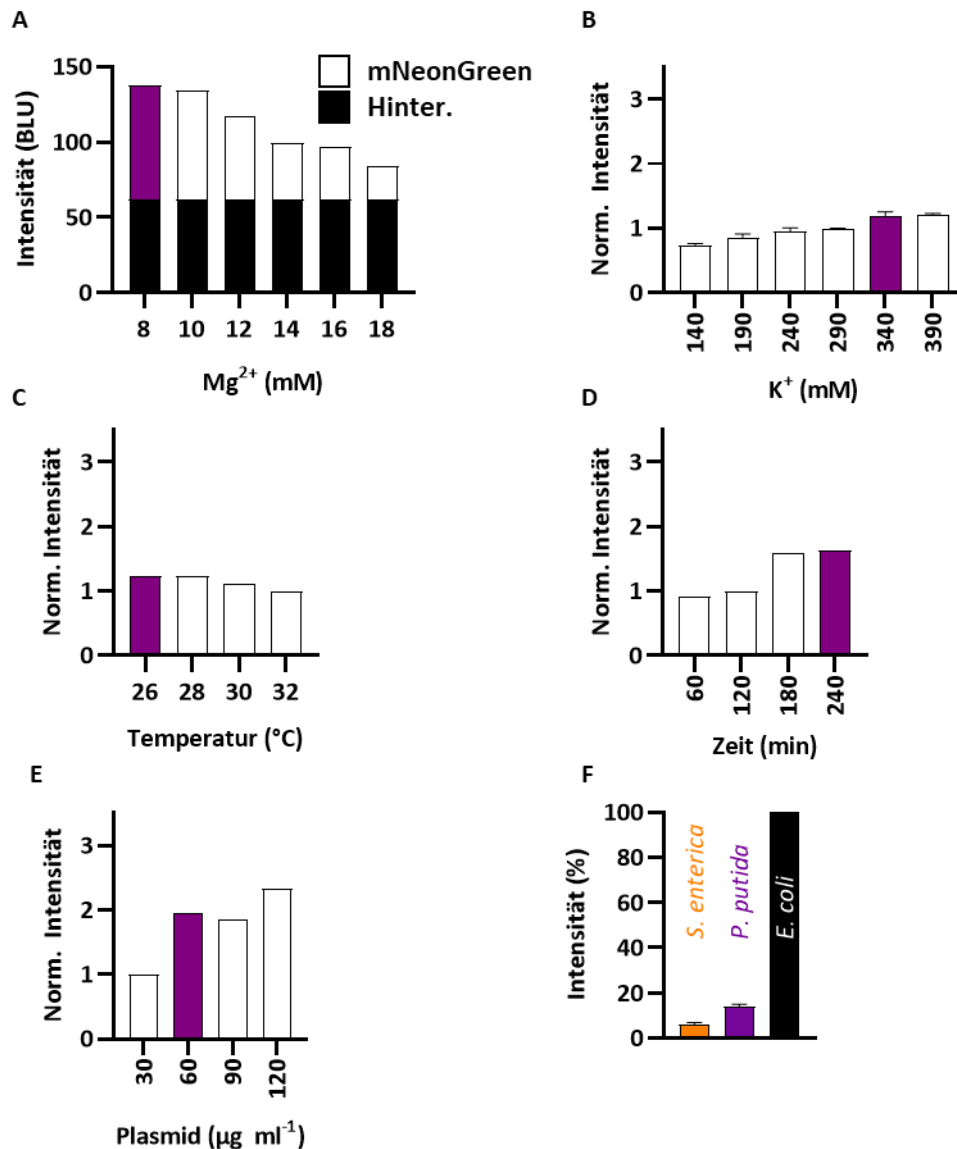 A
Intensität (BLU)
150
100
50
0
mNeonGreen
Hinter.
8 10 12 14 16 18
Mg²⁺ (mM)
B
Norm. Intensität
3
2
1
0
140 190 240 290 340 390
K⁺ (mM)
C
Norm. Intensität
3
2
1
0
26 28 30 32
Temperatur (°C)
D
Norm. Intensität
3
2
1
0
60 120 180 240
Zeit (min)
E
Norm. Intensität
3
2
1
0
30 60 90 120
Plasmid (µg ml⁻¹)
F
Intensität (%)
100
80
60
40
20
0
S. enterica
P. putida
E. coli